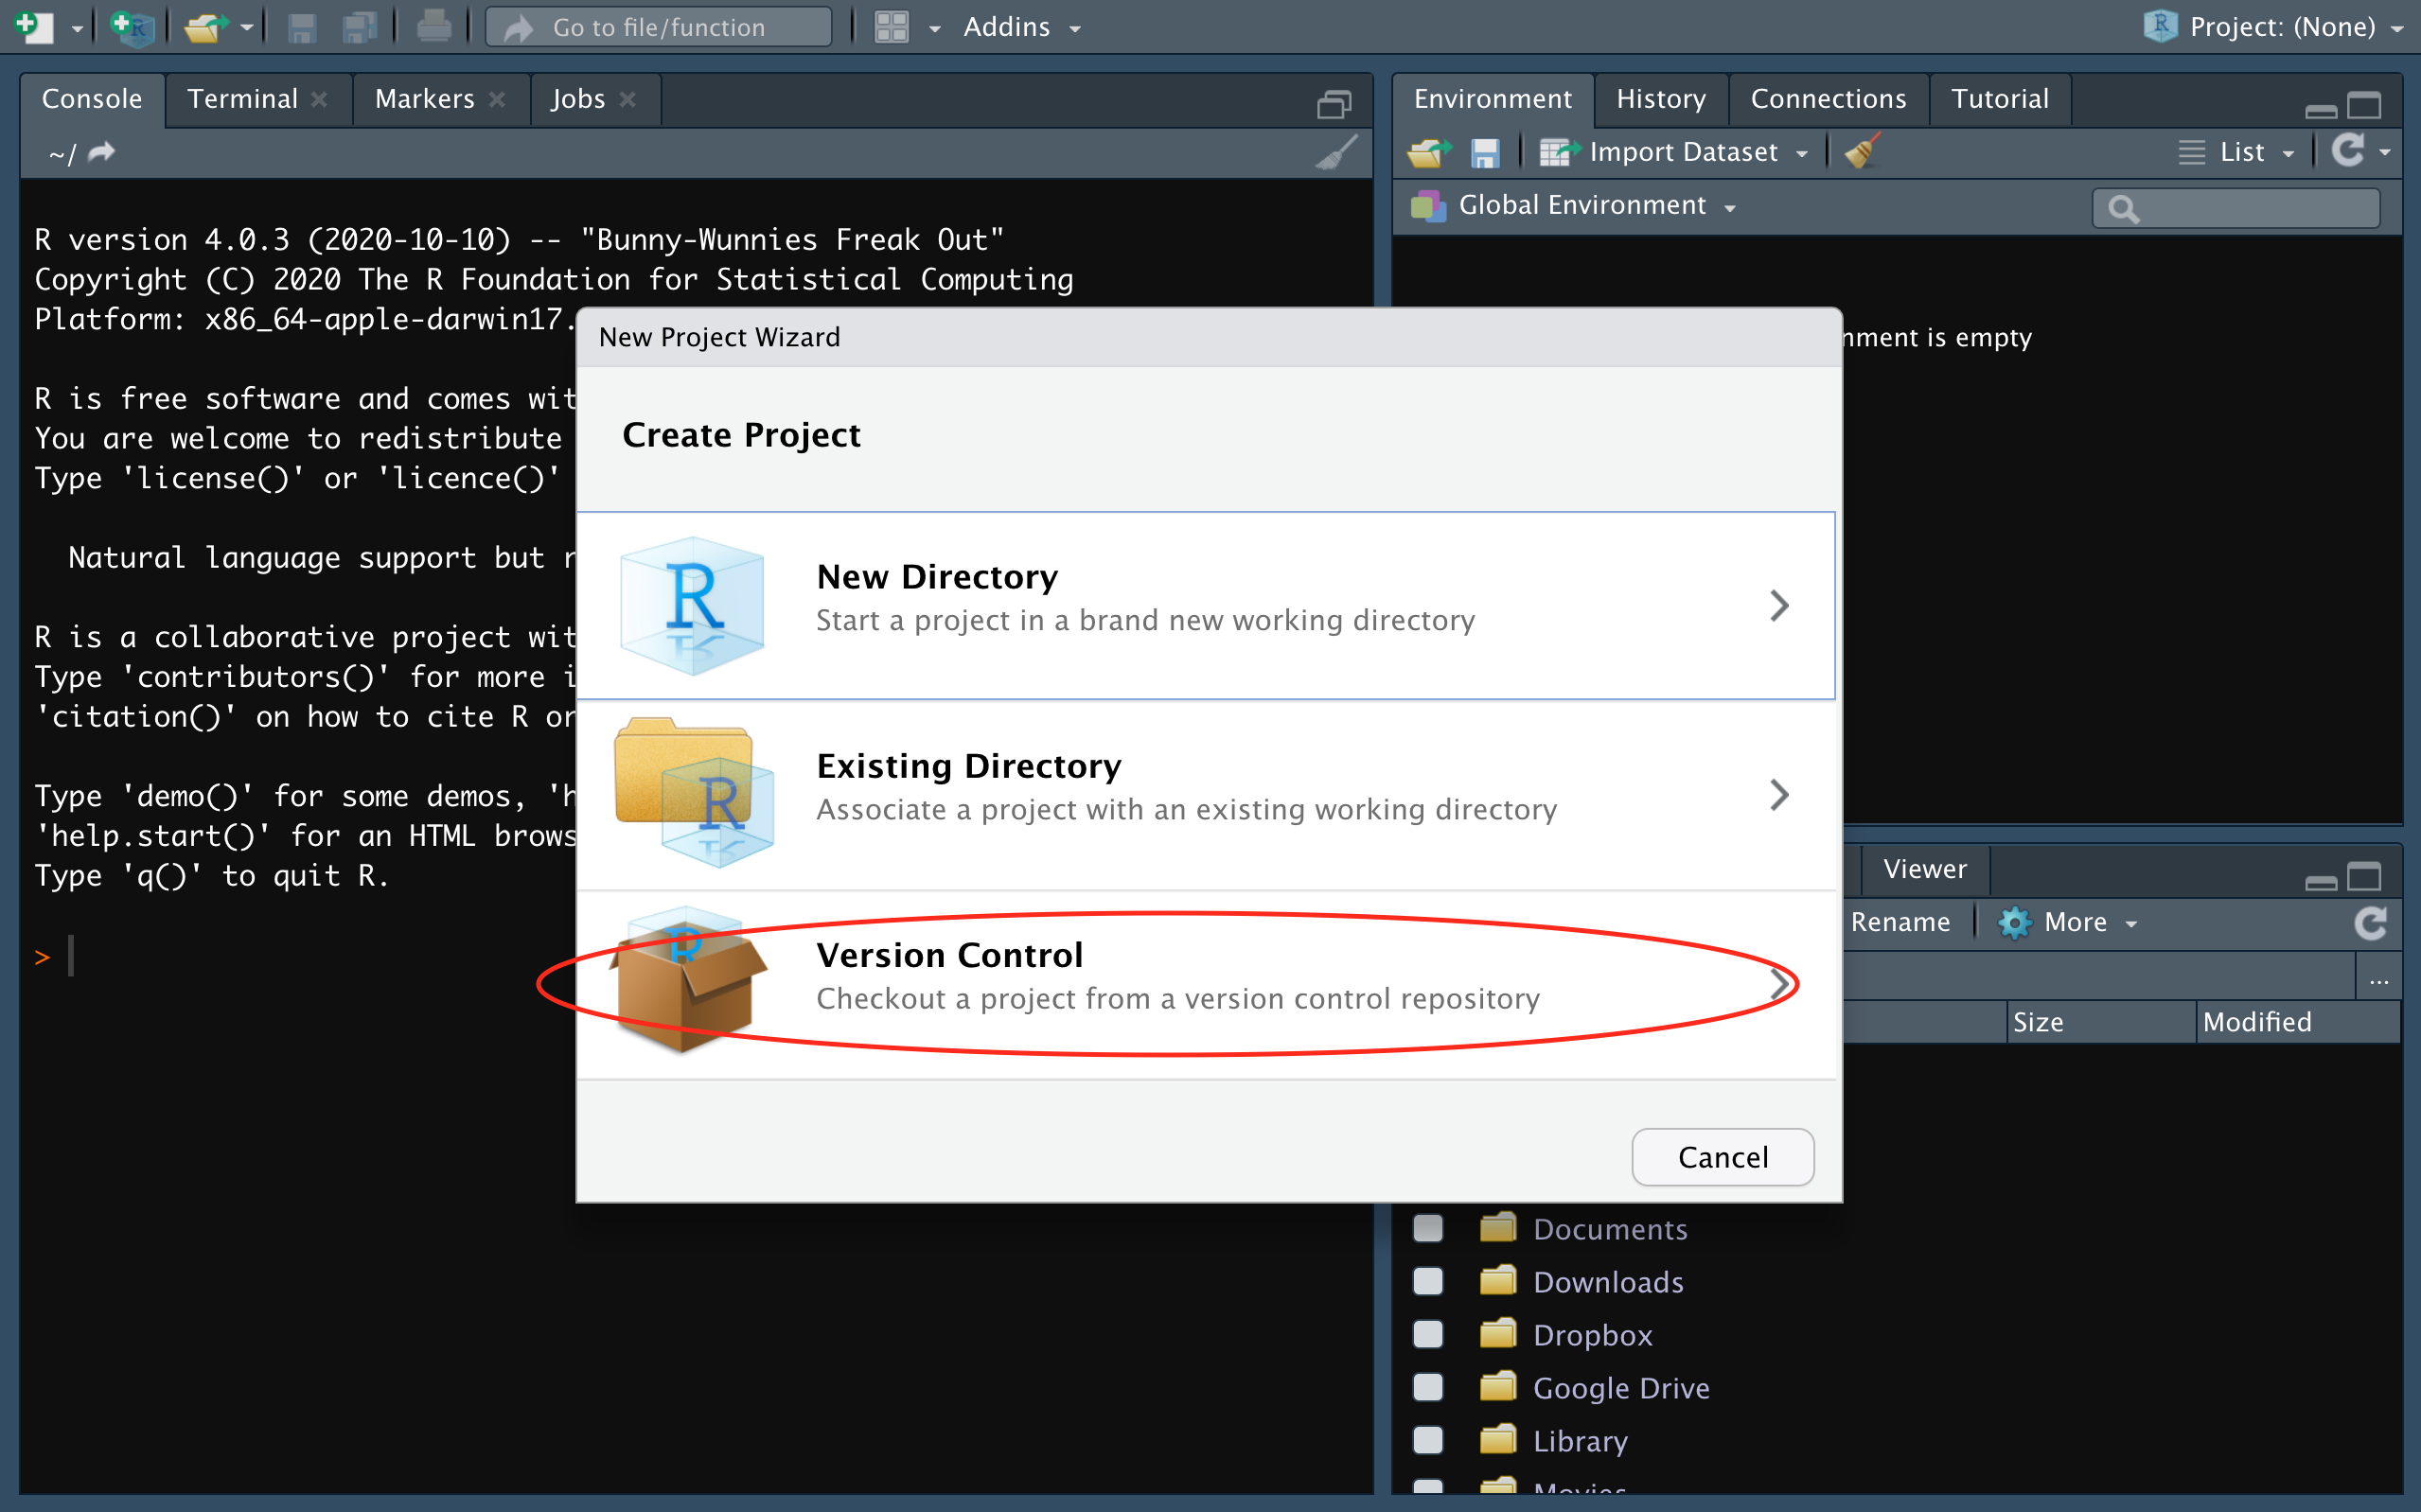 Go to file/function
Addins
Project: (None)
Console
Terminal
Markers
Jobs
~/
R version 4.0.3 (2020-10-10) -- "Bunny-Wunnies Freak Out"
Copyright (C) 2020 The R Foundation for Statistical Computing
Platform: x86_64-apple-darwin17.
R is free software and comes wit
You are welcome to redistribute
Type 'license()' or 'licence()'
Natural language support but r
R is a collaborative project wit
Type 'contributors()' for more i
'citation()' on how to cite R or
Type 'demo()' for some demos, 'h
'help.start()' for an HTML brows
Type 'q()' to quit R.
>
New Project Wizard
Create Project
New Directory
Start a project in a brand new working directory
Existing Directory
Associate a project with an existing working directory
Version Control
Checkout a project from a version control repository
Cancel
Environment
History
Connections
Tutorial
Import Dataset
List
Global Environment
nment is empty
Viewer
Rename
More
...
Size
Modified
Documents
Downloads
Dropbox
Google Drive
Library
Movies